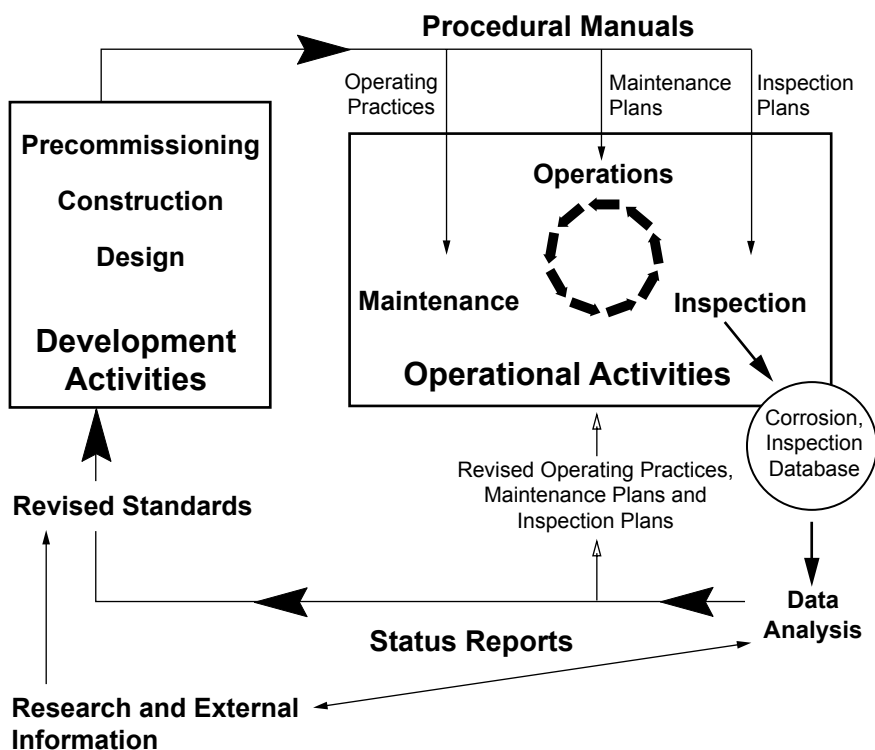 Procedural Manuals
Operating
Practices
Maintenance
Plans
Inspection
Plans
Precommissioning
Construction
Design
Development
Activities
Operations
Maintenance
Inspection
Operational Activities
Corrosion,
Inspection
Database
Revised Operating Practices,
Maintenance Plans and
Inspection Plans
Revised Standards
Data
Analysis
Status Reports
Research and External
Information